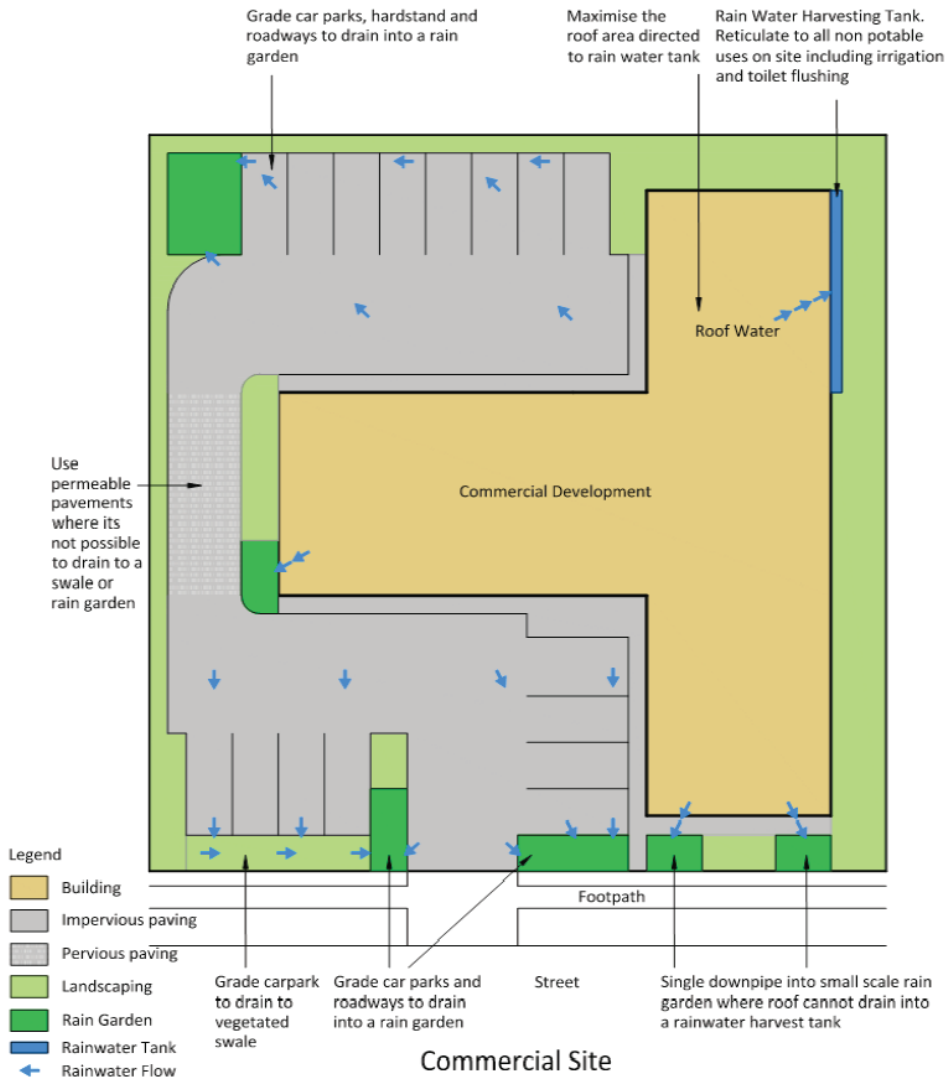 Grade car parks, hardstand and
roadways to drain into a rain
garden
Maximise the
roof area directed
to rain water tank
Rain Water Harvesting Tank.
Reticulate to all non potable
uses on site including irrigation
and toilet flushing
Roof Water
Commercial Development
Use
permeable
pavements
where its
not possible
to drain to a
swale or
rain garden
Legend
Building
Impervious paving
Pervious paving
Landscaping
Rain Garden
Rainwater Tank
Rainwater Flow
Footpath
Grade carpark
to drain to
vegetated
swale
Grade car parks and
roadways to drain
into a rain garden
Street
Single downpipe into small scale rain
garden where roof cannot drain into
a rainwater harvest tank
Commercial Site